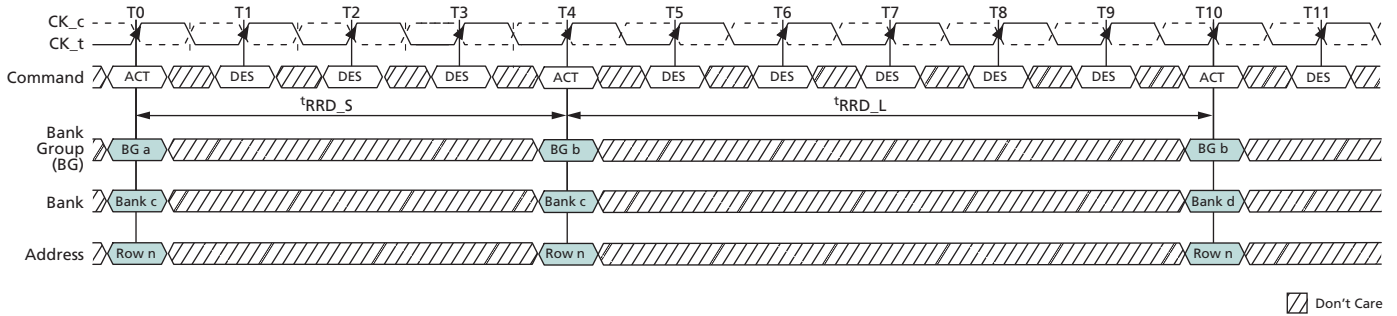 T0 T1 T2 T3 T4 T5 T6 T7 T8 T9 T10 T11
CK_c
CK_t
Command ACT DES DES DES ACT DES DES DES DES DES ACT DES
tRRD_S tRRD_L
Bank
Group
(BG)
BG a BG b BG b
Bank Bank c Bank c Bank d
Address Row n Row n Row n
Don't Care